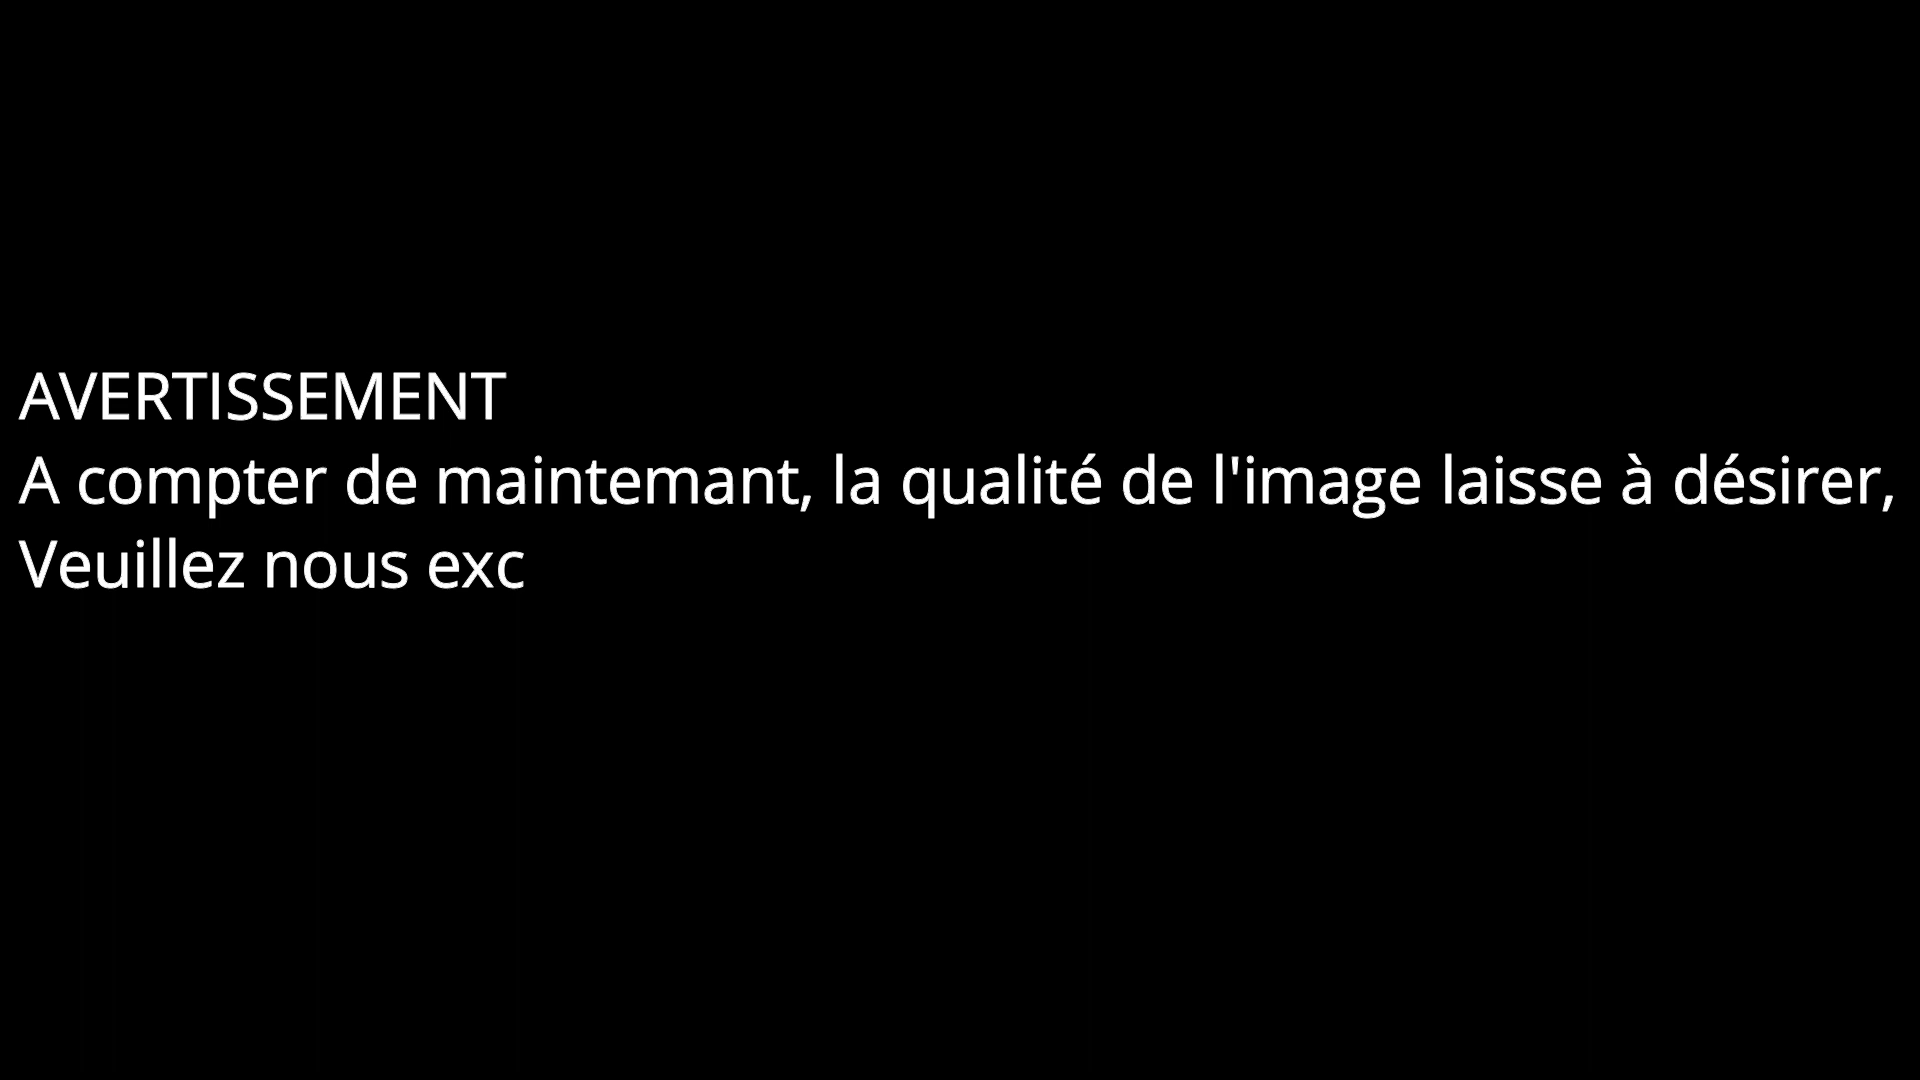 AVERTISSEMENT
A compter de maintemant, la qualité de l'image laisse à désirer,
Veuillez nous exc